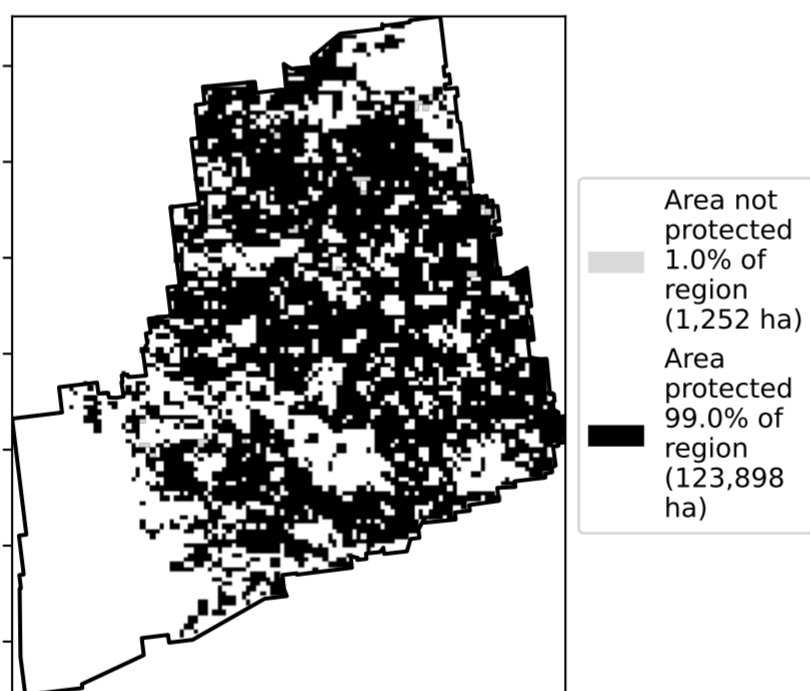 Area not
protected
1.0% of
region
(1,252 ha)
Area
protected
99.0% of
region
(123,898
ha)